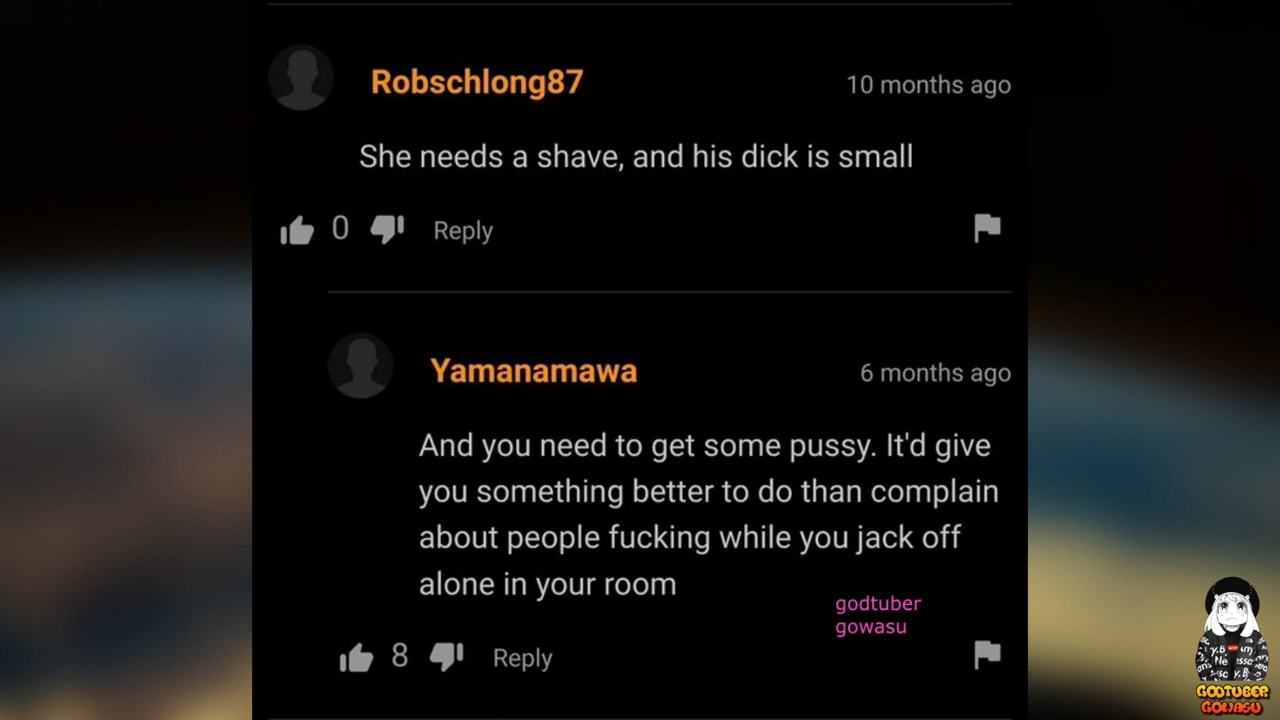 Robschlong87
10 months ago
She needs a shave, and his dick is small
0
Reply
Yamanamawa
6 months ago
And you need to get some pussy. It'd give
you something better to do than complain
about people fucking while you jack off
alone in your room
godtuber
gowasu
8
Reply
GODTUBER
GOWASU